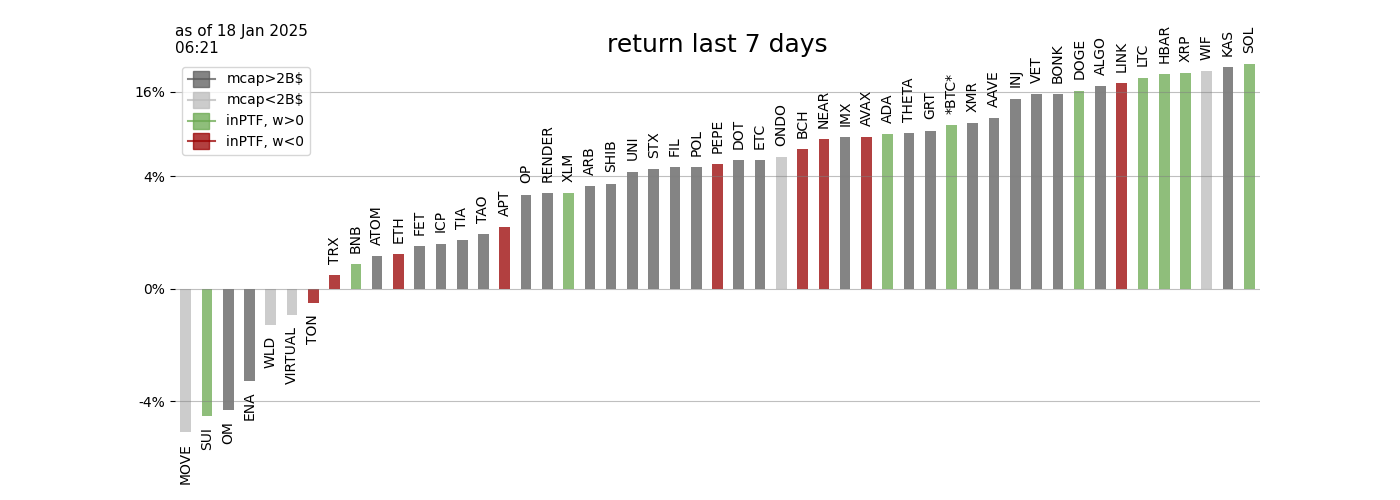 as of 18 Jan 2025
06:21
return last 7 days
mcap>2B$
mcap<2B$
inPTF, w>0
inPTF, w<0
16%
4%
0%
-4%
MOVE
SUI
OM
ENA
WLD
VIRTUAL
TON
TRX
BNB
ATOM
ETH
FET
ICP
TIA
TAO
APT
OP
RENDER
XLM
ARB
SHIB
UNI
STX
FIL
POL
PEPE
DOT
ETC
ONDO
BCH
NEAR
IMX
AVAX
ADA
THETA
GRT
*BTC*
XMR
AAVE
INJ
VET
BONK
DOGE
ALGO
LINK
LTC
HBAR
XRP
WIF
KAS
SOL